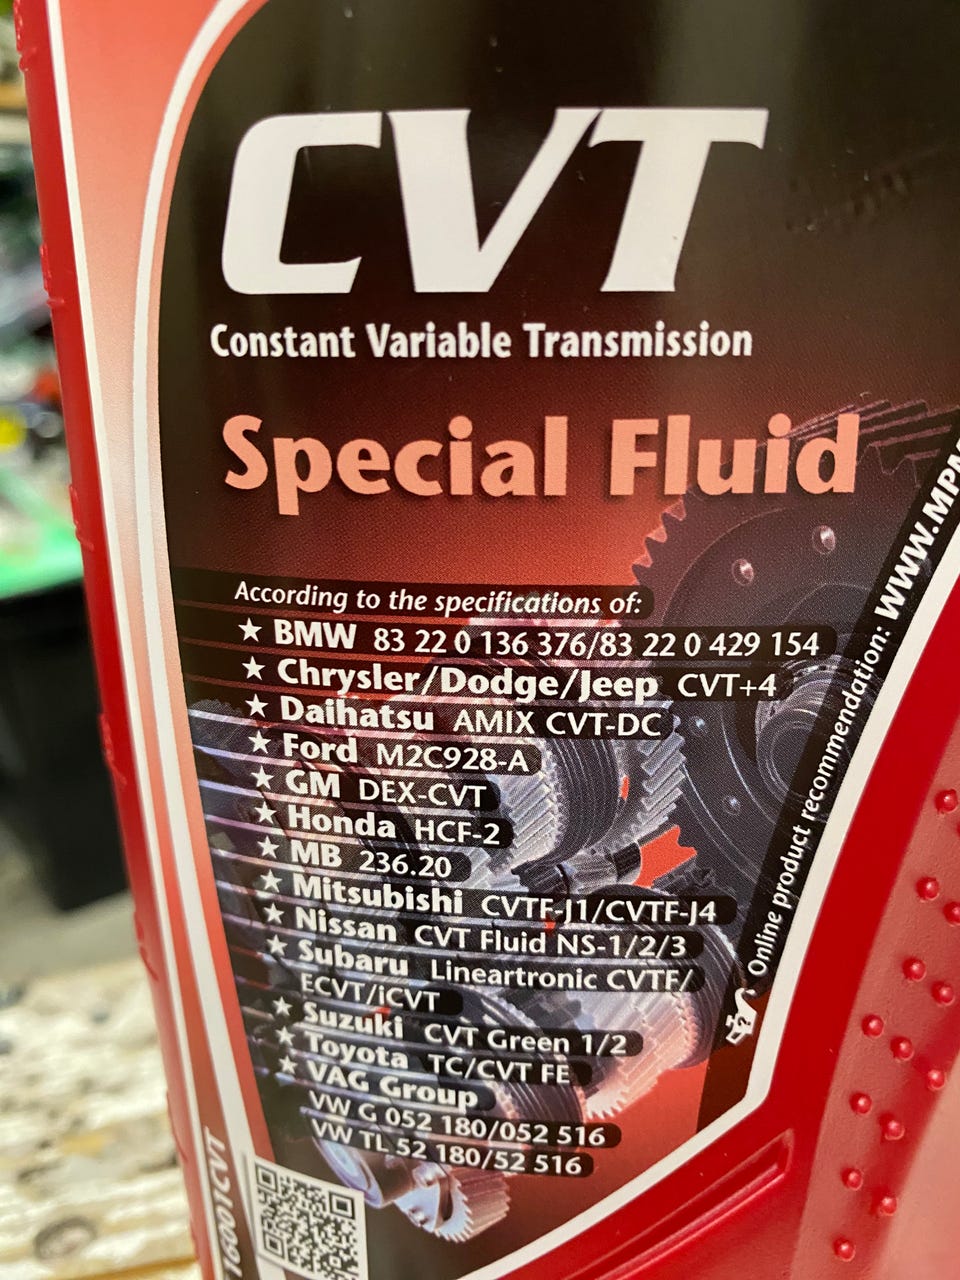 CVT
Constant Variable Transmission
Special Fluid
According to the specifications of:
★ BMW 83 22 0 136 376/83 22 0 429 154
★ Chrysler/Dodge/Jeep CVT+4
★ Daihatsu AMIX CVT-DC
★ Ford M2C928-A
★ GM DEX-CVT
★ Honda HCF-2
★ MB 236.20
★ Mitsubishi CVTF-J1/CVTF-J4
★ Nissan CVT Fluid NS-1/2/3
★ Subaru Lineartronic CVTF/
ECVT/iCVT
★ Suzuki CVT Green 1/2
★ Toyota TC/CVT FE
★ VAG Group
VW G 052 180/052 516
VW TL 52 180/52 516
Online product recommendation: WWW.MPM
16001CVT